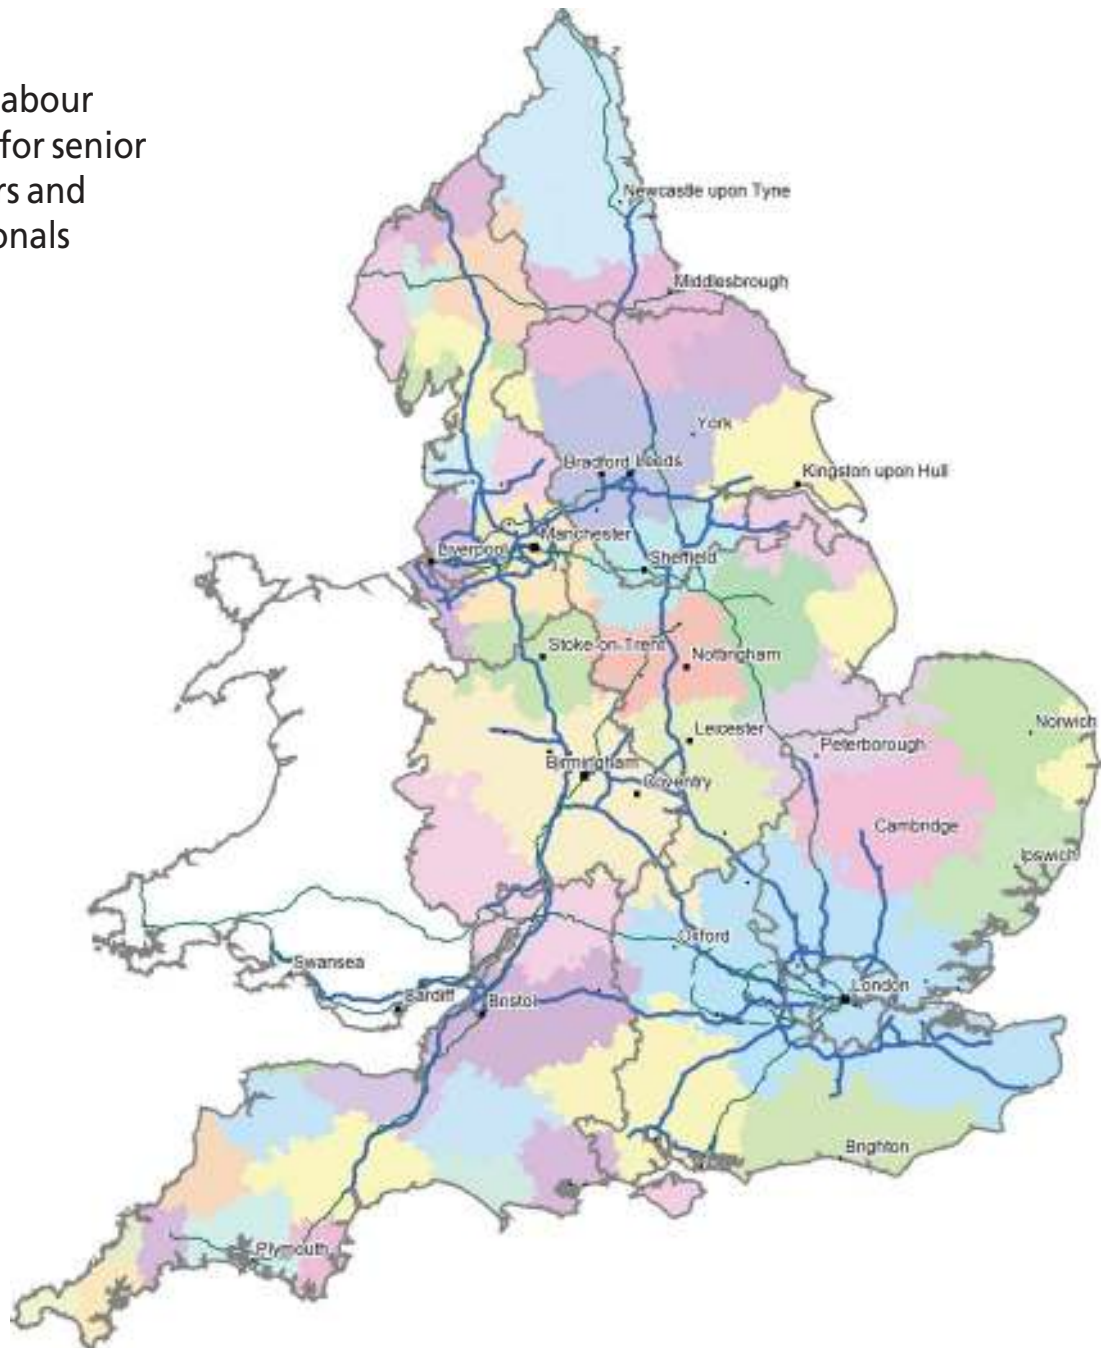 abour
for senior
rs and
onals
Newcastle upon Tyne
Middlesbrough
York
Bradford Leeds
Kingston upon Hull
Manchester
Liverpool
Sheffield
Stoke-on-Trent
Nottingham
Norwich
Leicester
Peterborough
Birmingham
Coventry
Cambridge
Ipswich
Oxford
Swansea
London
Cardiff
Bristol
Brighton
Plymouth